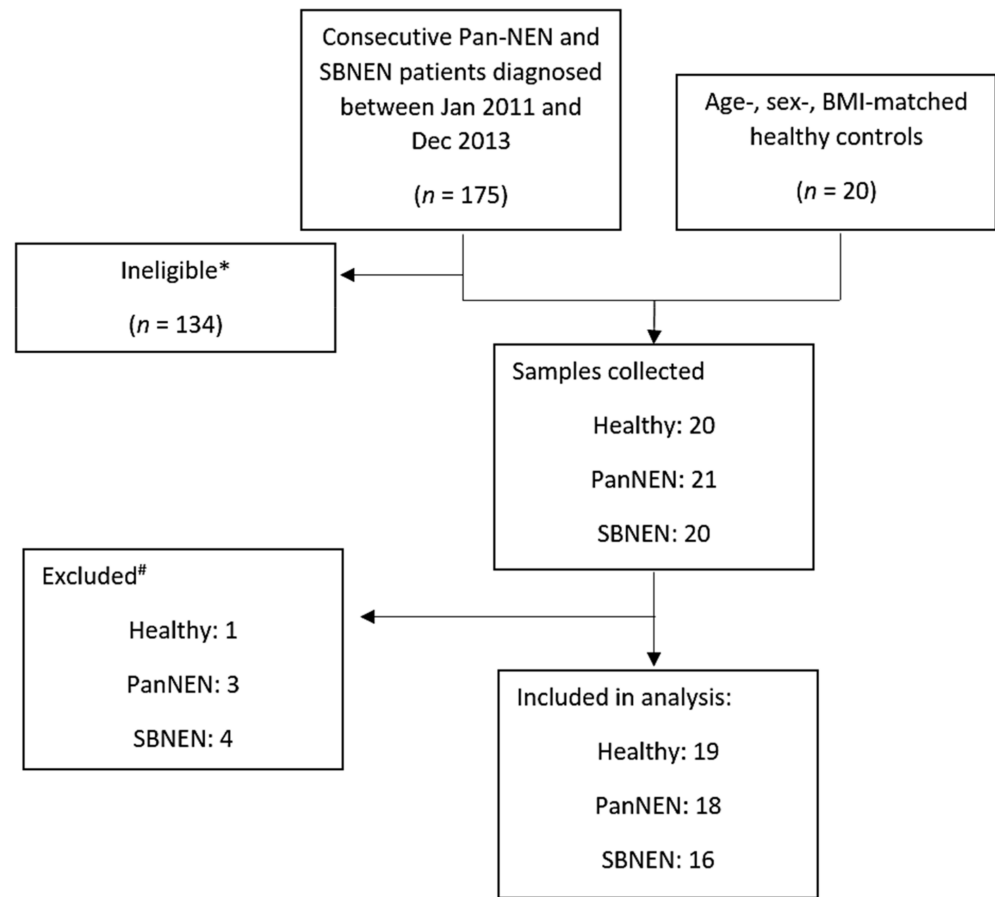 Consecutive Pan-NEN and
SBNEN patients diagnosed
between Jan 2011 and
Dec 2013
(n = 175)
Age-, sex-, BMI-matched
healthy controls
(n = 20)
Ineligible*
(n = 134)
Samples collected
Healthy: 20
PanNEN: 21
SBNEN: 20
Excluded#
Healthy: 1
PanNEN: 3
SBNEN: 4
Included in analysis:
Healthy: 19
PanNEN: 18
SBNEN: 16